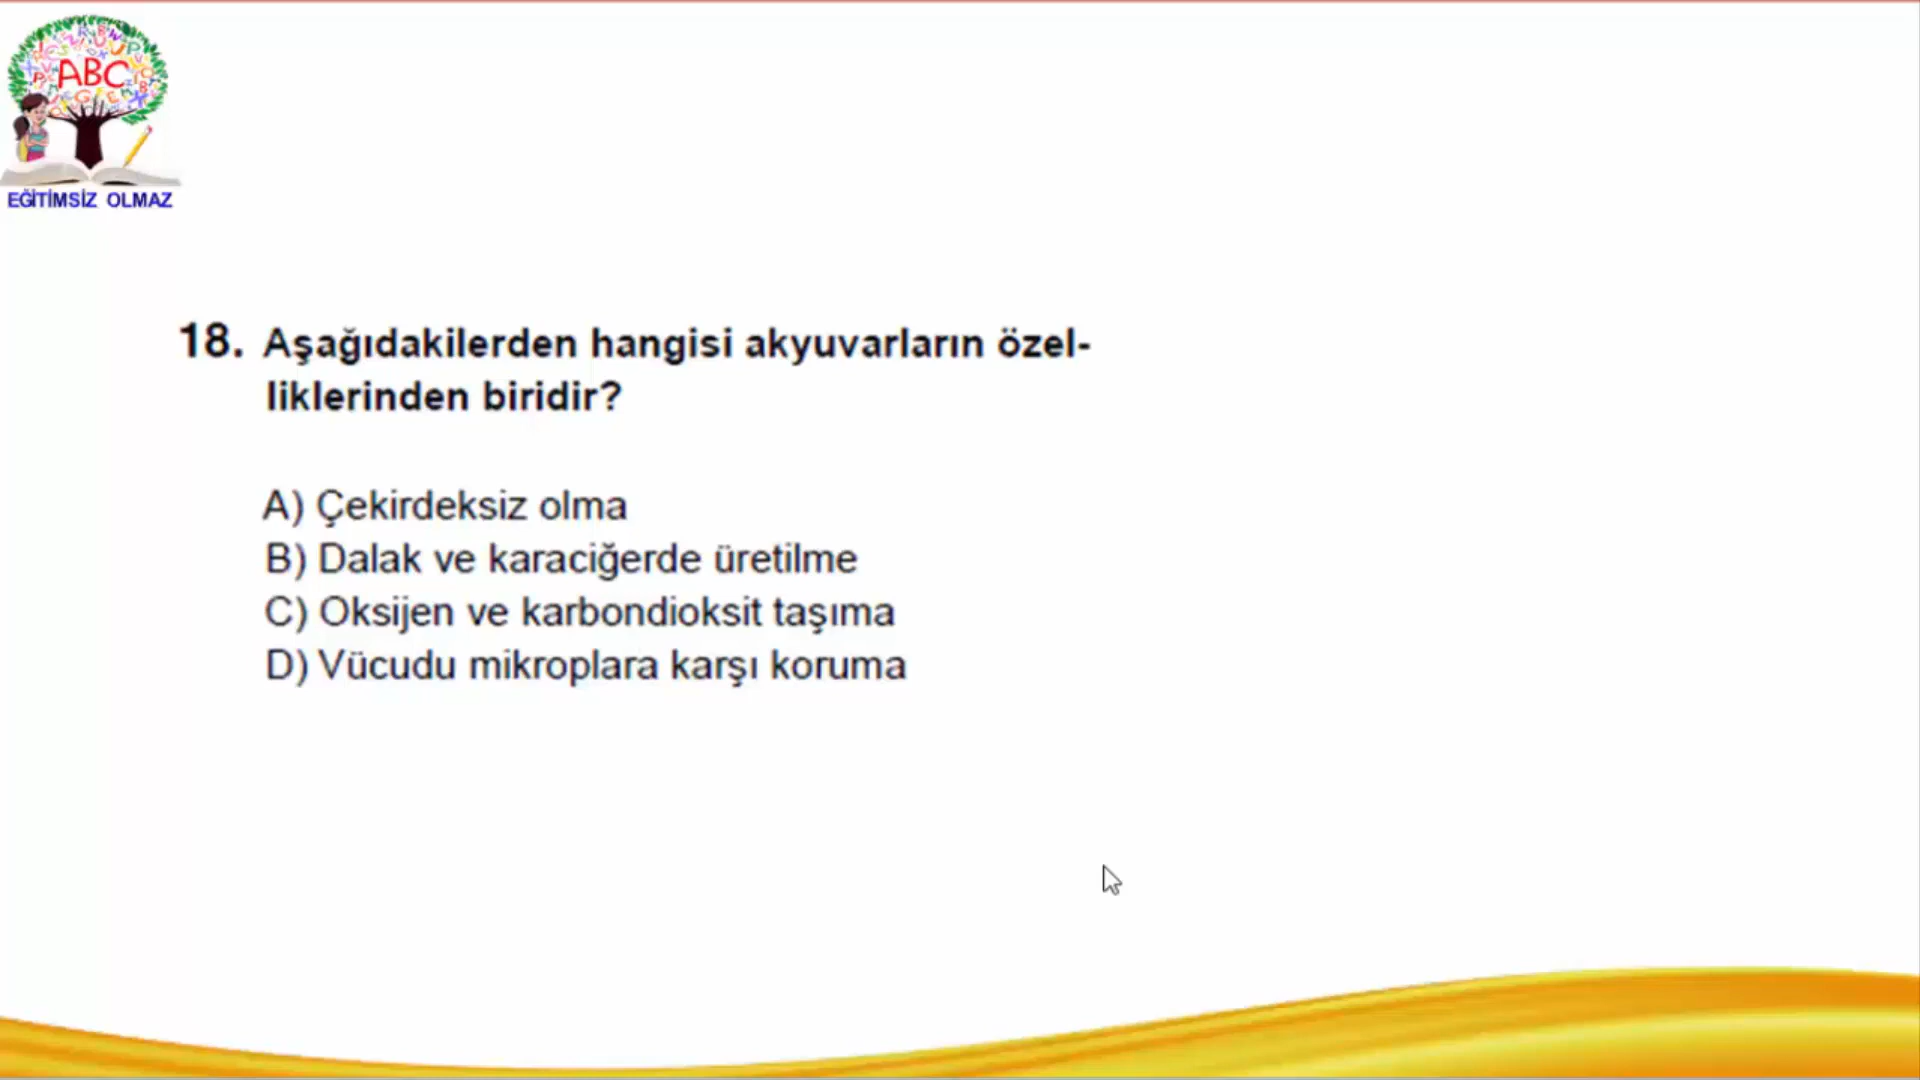 ABC
EĞİTİMSİZ OLMAZ
18. Aşağıdakilerden hangisi akyuvarların özel-
liklerinden biridir?
A) Çekirdeksiz olma
B) Dalak ve karaciğerde üretilme
C) Oksijen ve karbondioksit taşıma
D) Vücudu mikroplara karşı koruma